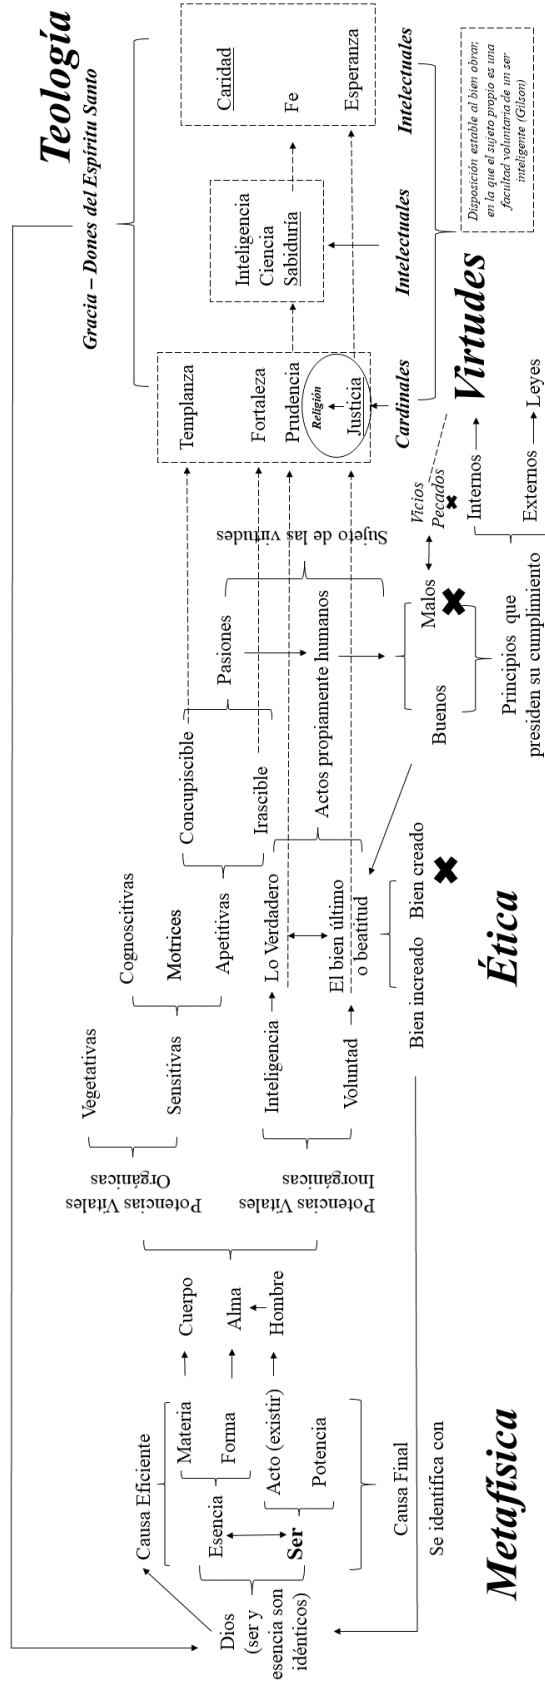 Teología
Gracia – Dones del Espíritu Santo
Causa Eficiente
Dios
(ser y
esencia son
idénticos)
Esencia
Ser
Materia
Forma
Acto (existir)
Potencia
Cuerpo
Alma
Hombre
Causa Final
Se identifica con
Metafísica
Potencias Vitales
Orgánicas
Potencias Vitales
Inorgánicas
Vegetativas
Sensitivas
Inteligencia
Voluntad
Cognoscitivas
Motrices
Apetitivas
Lo Verdadero
El bien último
o beatitud
Bien increado
Bien creado
Ética
Concupiscible
Irascible
Pasiones
Actos propiamente humanos
Sujeto de las virtudes
Buenos
Malos
Vicios
Pecados
Principios que
presiden su cumplimiento
Internos
Externos
Leyes
Virtudes
Templanza
Fortaleza
Prudencia
Religión
Justicia
Cardinales
Inteligencia
Ciencia
Sabiduría
Intelectuales
Caridad
Fe
Esperanza
Intelectuales
Disposición estable al bien obrar,
en la que el sujeto propio es una
facultad voluntaria de un ser
inteligente (Gilson)